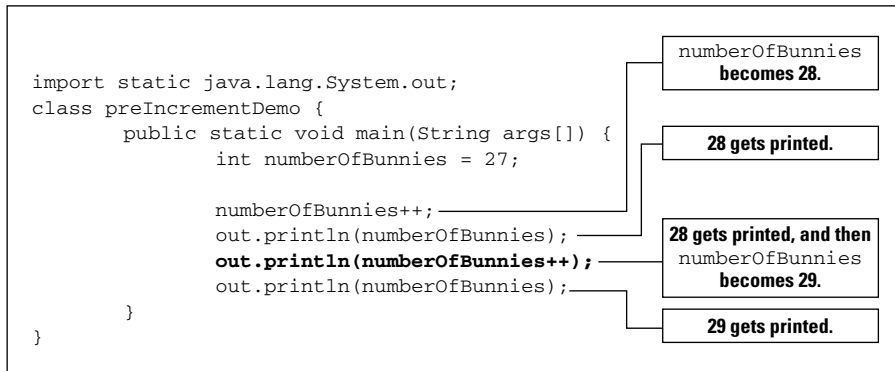 import static java.lang.System.out;
class preIncrementDemo {
public static void main(String args[]) {
int numberOfBunnies = 27;
numberOfBunnies++;
out.println(numberOfBunnies);
out.println(numberOfBunnies++);
out.println(numberOfBunnies);
}
}
numberOfBunnies
becomes 28.
28 gets printed.
28 gets printed, and then
numberOfBunnies
becomes 29.
29 gets printed.